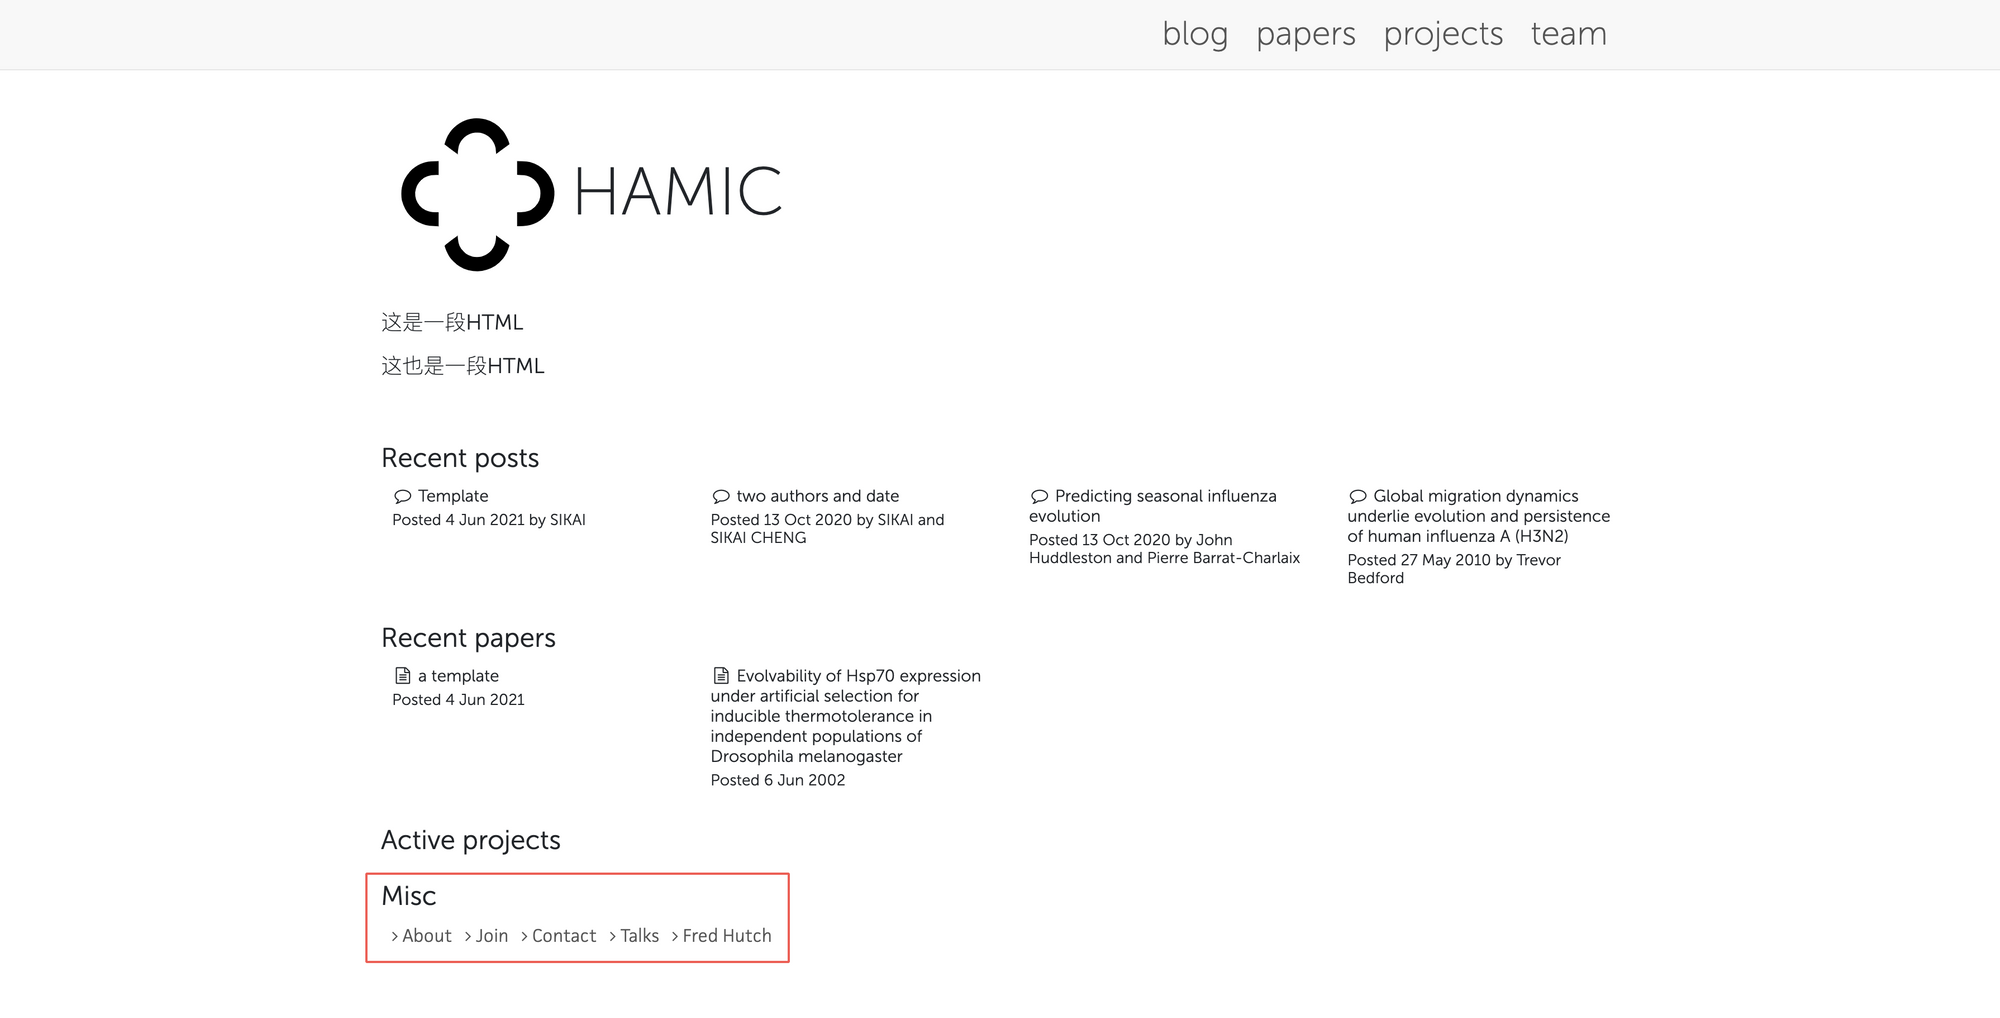 blog papers projects team
HAMIC
这是一段HTML
这也是一段HTML
Recent posts
Template
Posted 4 Jun 2021 by SIKAI
two authors and date
Posted 13 Oct 2020 by SIKAI and
SIKAI CHENG
Predicting seasonal influenza
evolution
Posted 13 Oct 2020 by John
Huddleston and Pierre Barrat-Charlaix
Global migration dynamics
underlie evolution and persistence
of human influenza A (H3N2)
Posted 27 May 2010 by Trevor
Bedford
Recent papers
a template
Posted 4 Jun 2021
Evolvability of Hsp70 expression
under artificial selection for
inducible thermotolerance in
independent populations of
Drosophila melanogaster
Posted 6 Jun 2002
Active projects
Misc
About Join Contact Talks Fred Hutch